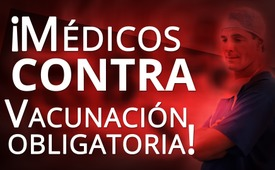 ¡MÉDICOS
CONTRA
VACUNACIÓN
OBLIGATORIA!